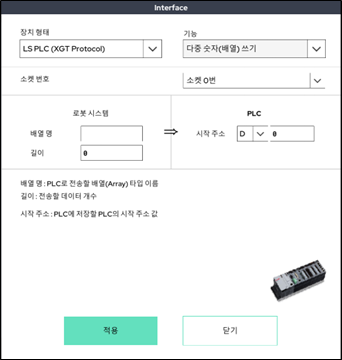 Interface
장치 형태
기능
LS PLC (XGT Protocol)
다중 숫자(배열) 쓰기
소켓 번호
소켓 0번
로봇 시스템
PLC
배열 명
⇒
시작 주소
D
0
길이
0
배열 명 : PLC로 전송할 배열(Array) 타입 이름
길이 : 전송할 데이터 개수
시작 주소 : PLC에 저장할 PLC의 시작 주소 값
적용
닫기